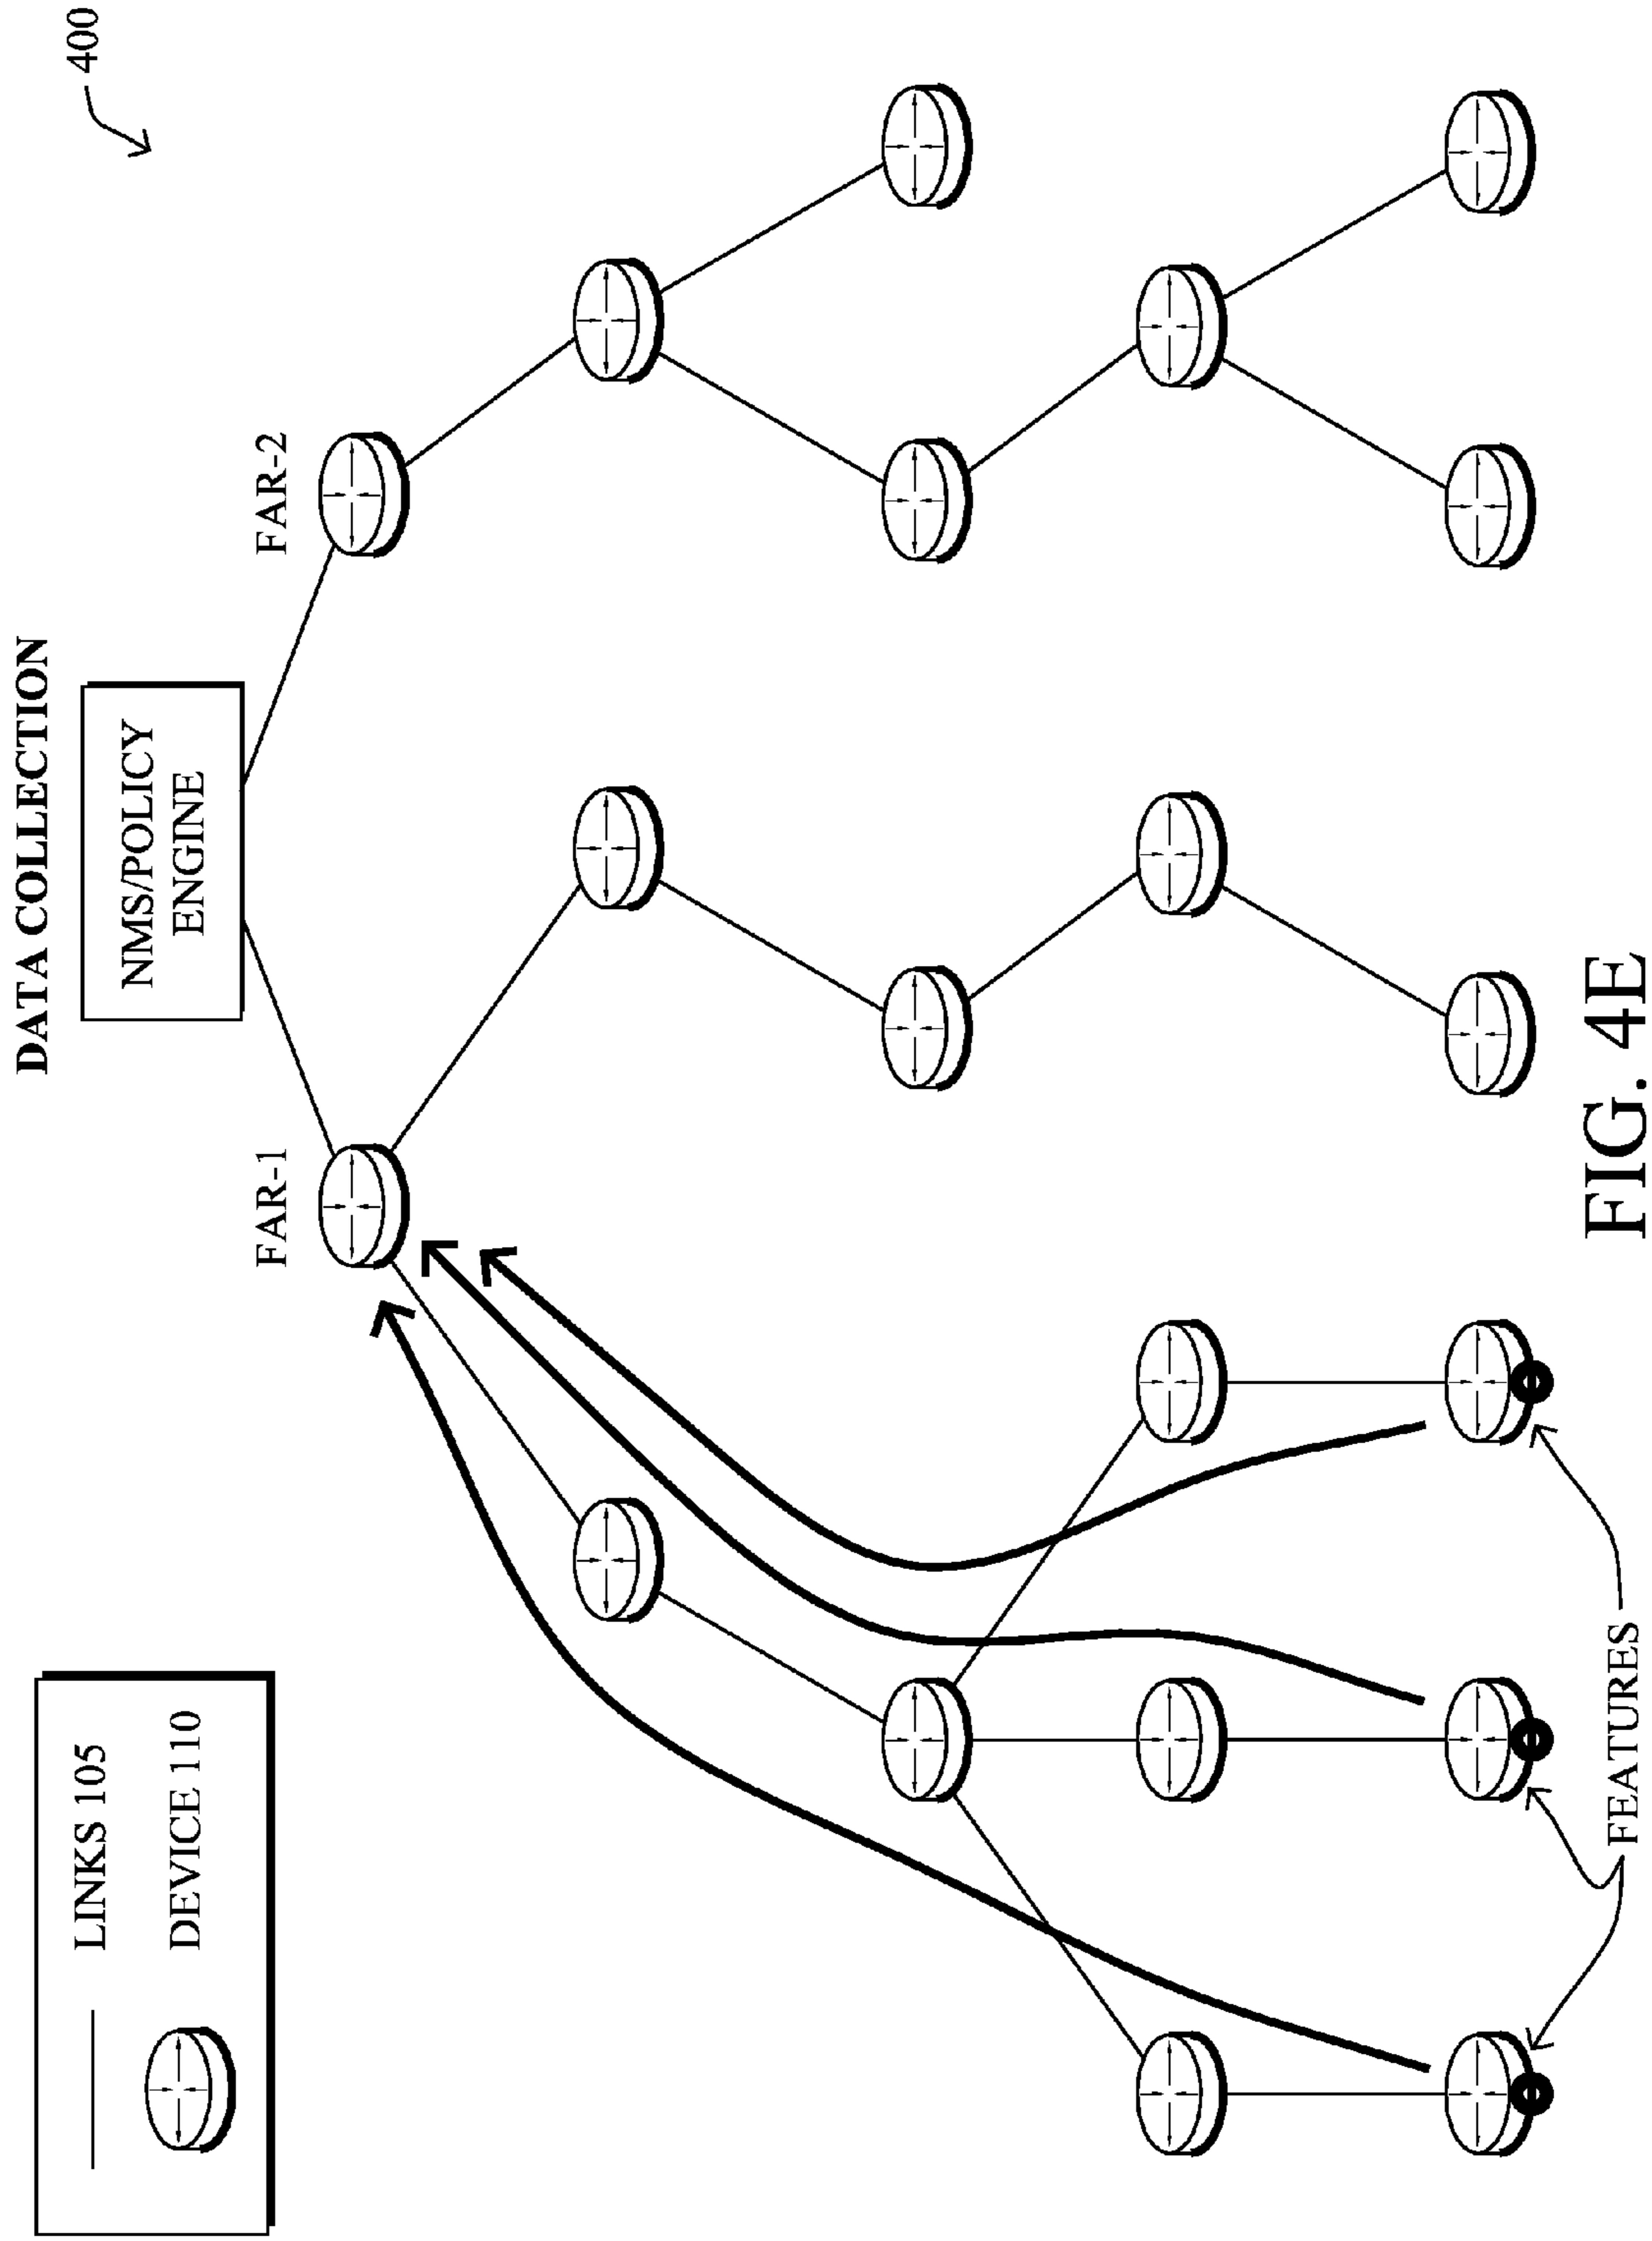 DATA COLLECTION
400
NMS/POLICY
ENGINE
LINKS 105
DEVICE 110
FAR-1
FAR-2
FEATURES
FIG. 4E